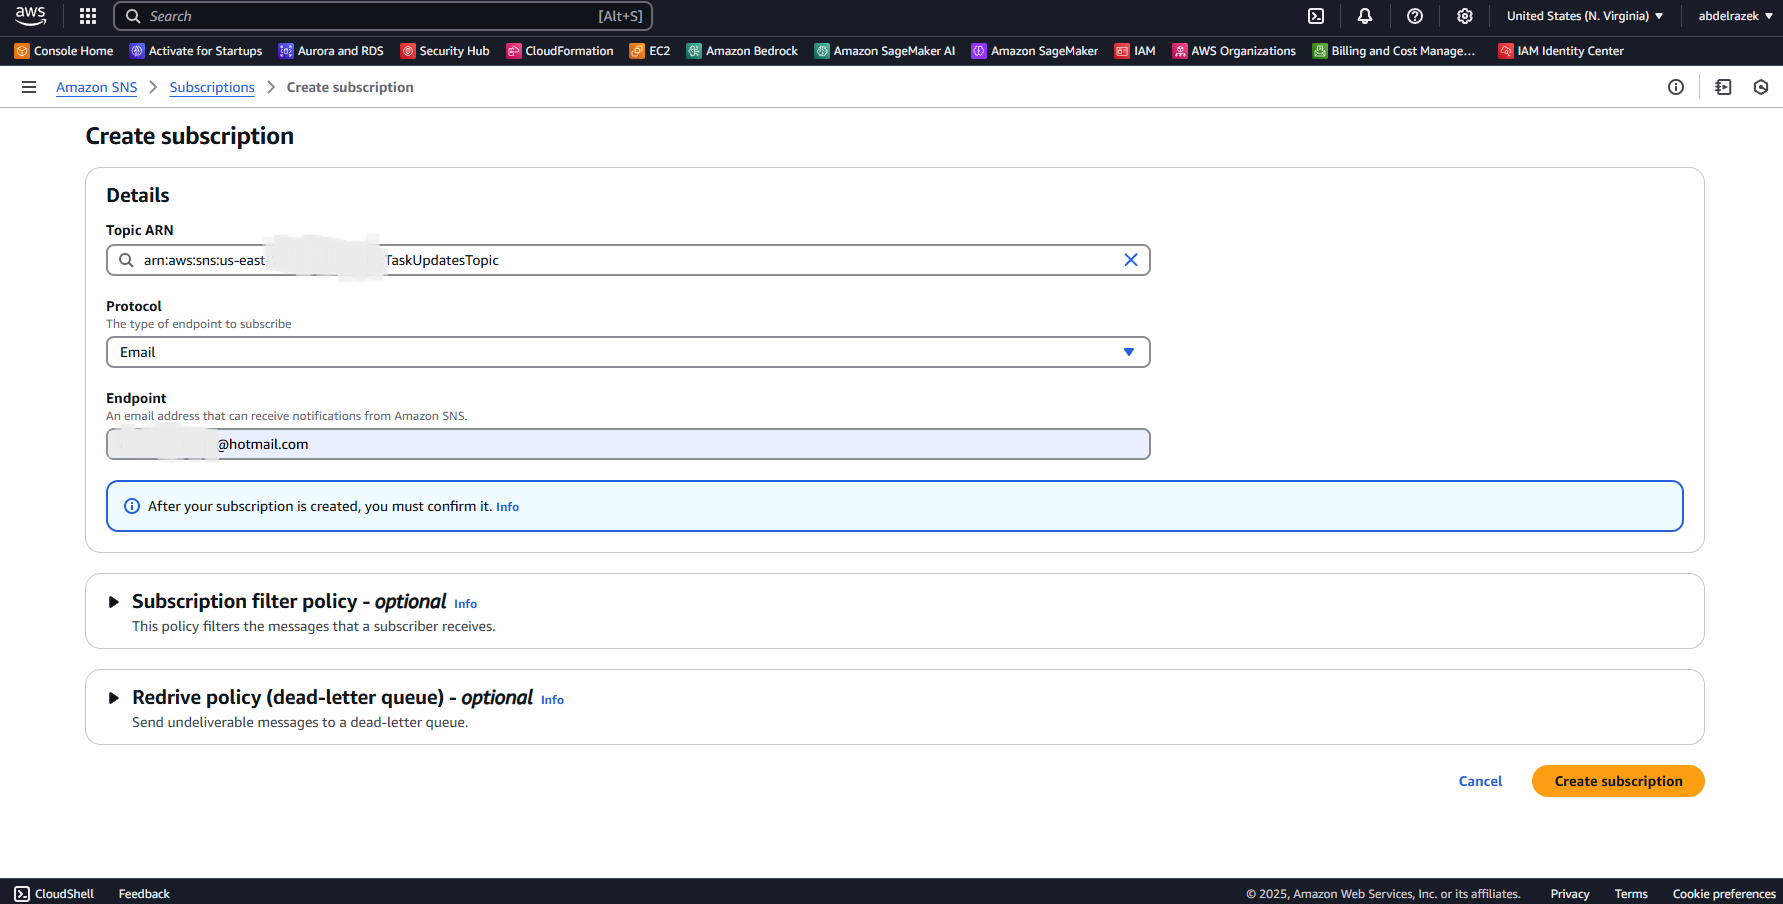 aws
Search [Alt+S]
United States (N. Virginia)
abdelrazek
Console Home Activate for Startups Aurora and RDS Security Hub CloudFormation EC2 Amazon Bedrock Amazon SageMaker AI Amazon SageMaker IAM AWS Organizations Billing and Cost Manage... IAM Identity Center
Amazon SNS Subscriptions Create subscription
Create subscription
Details
Topic ARN
arn:aws:sns:us-east- TaskUpdatesTopic
Protocol
The type of endpoint to subscribe
Email
Endpoint
An email address that can receive notifications from Amazon SNS.
@hotmail.com
After your subscription is created, you must confirm it. Info
Subscription filter policy - optional Info
This policy filters the messages that a subscriber receives.
Redrive policy (dead-letter queue) - optional Info
Send undeliverable messages to a dead-letter queue.
Cancel Create subscription
CloudShell Feedback © 2025, Amazon Web Services, Inc. or its affiliates. Privacy Terms Cookie preferences